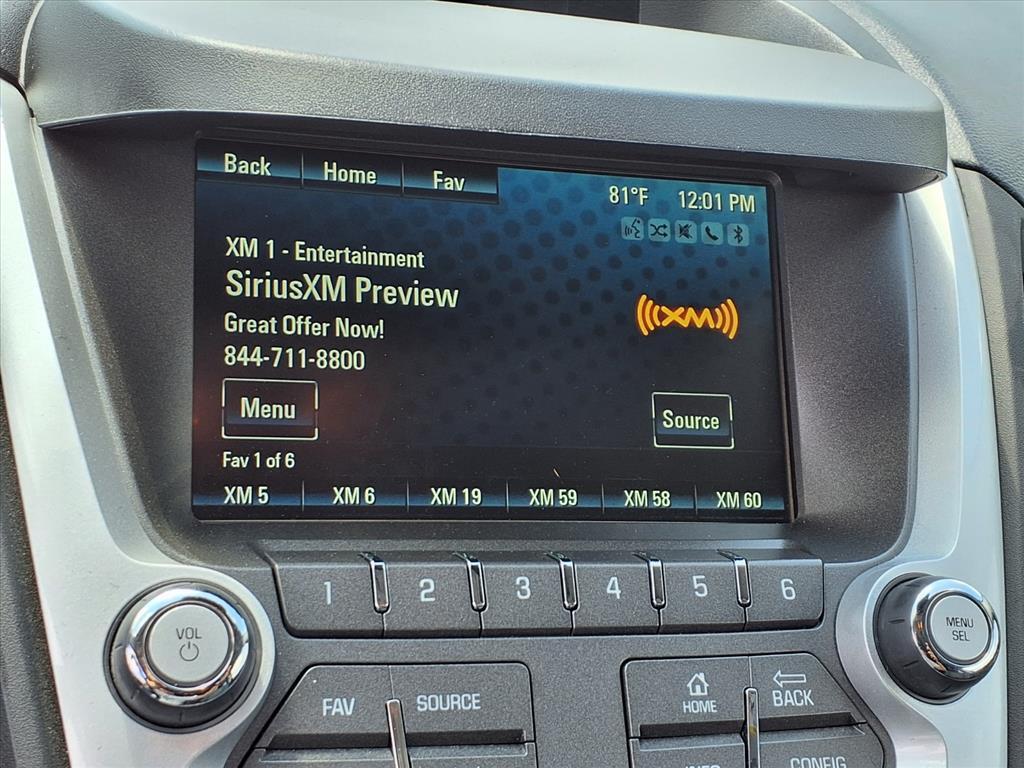 Back Home Fav
81°F 12:01 PM
XM 1 - Entertainment
SiriusXM Preview
((XM))
Great Offer Now!
844-711-8800
Menu
Source
Fav 1 of 6
XM 5 XM 6 XM 19 XM 59 XM 58 XM 60
1 2 3 4 5 6
VOL
MENU
SEL
FAV SOURCE
HOME
BACK
INFO
CONFIG